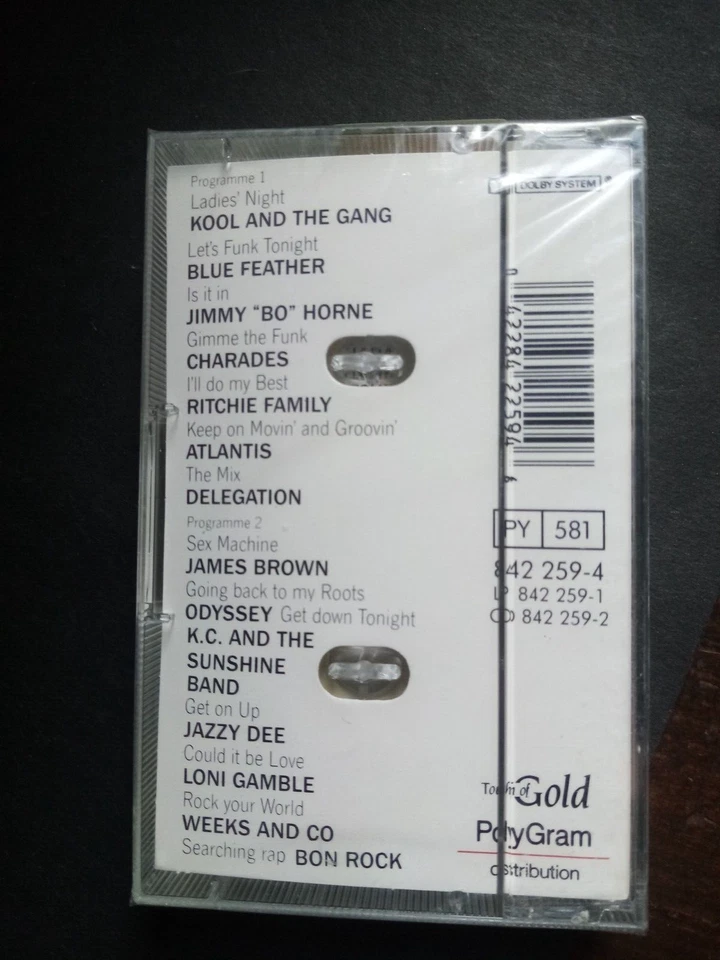 Programme 1
Ladies' Night
KOOL AND THE GANG
Let's Funk Tonight
BLUE FEATHER
Is it in
JIMMY "BO" HORNE
Gimme the Funk
CHARADES
I'll do my Best
RITCHIE FAMILY
Keep on Movin' and Groovin'
ATLANTIS
The Mix
DELEGATION
Programme 2
Sex Machine
JAMES BROWN
Going back to my Roots
ODYSSEY Get down Tonight
K.C. AND THE
SUNSHINE
BAND
Get on Up
JAZZY DEE
Could it be Love
LONI GAMBLE
Rock your World
WEEKS AND CO
Searching rap BON ROCK
DOLBY SYSTEM
0 42284 22594 6
PY 581
842 259-4
LP 842 259-1
CD 842 259-2
Touch of Gold
PolyGram
distribution